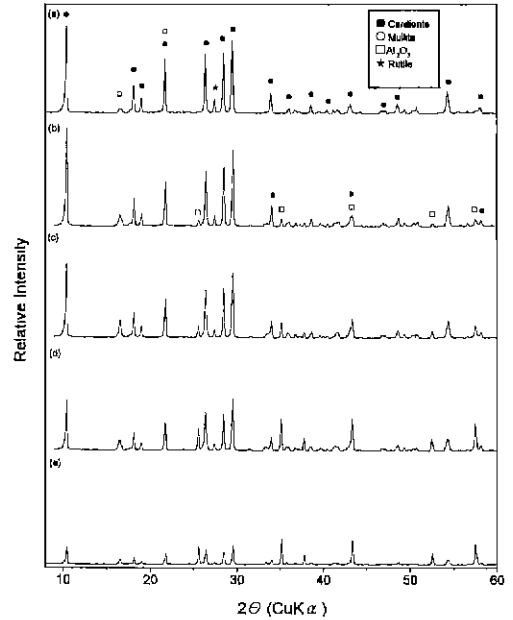 (a)
Cordierite
Mullite
Al₂O₃
Rutile
(b)
(c)
(d)
(e)
Relative Intensity
10 20 30 40 50 60
2Θ (CuKα)